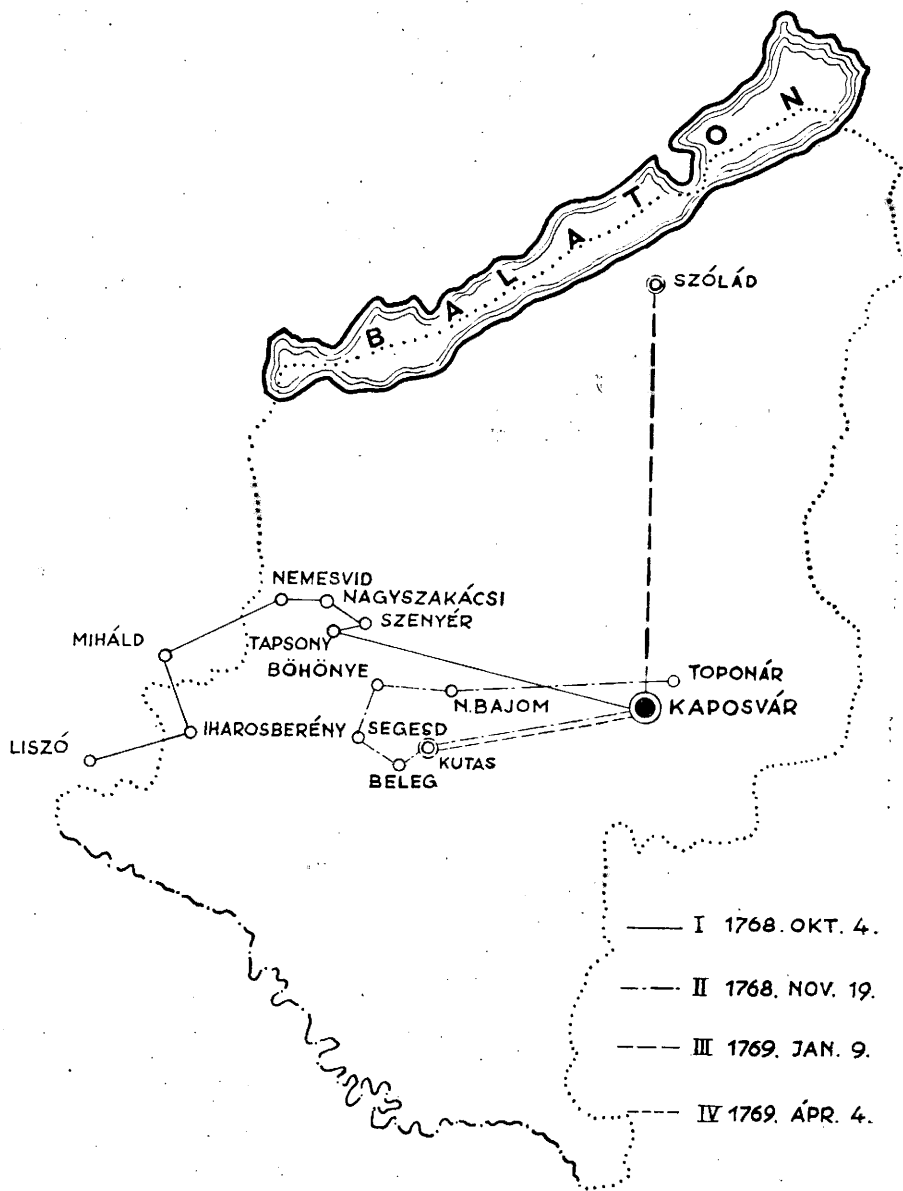 BALATON
SZÓLÁD
NEMESVID
NAGYSZAKÁCSI
SZENYÉR
MIHÁLD
TAPSONY
BÖHÖNYE
TOPONÁR
N.BAJOM
KAPOSVÁR
IHAROSBERÉNY
SEGESD
LISZÓ
KUTAS
BELEG
I 1768. OKT. 4.
II 1768. NOV. 19.
III 1769. JAN. 9.
IV 1769. ÁPR. 4.